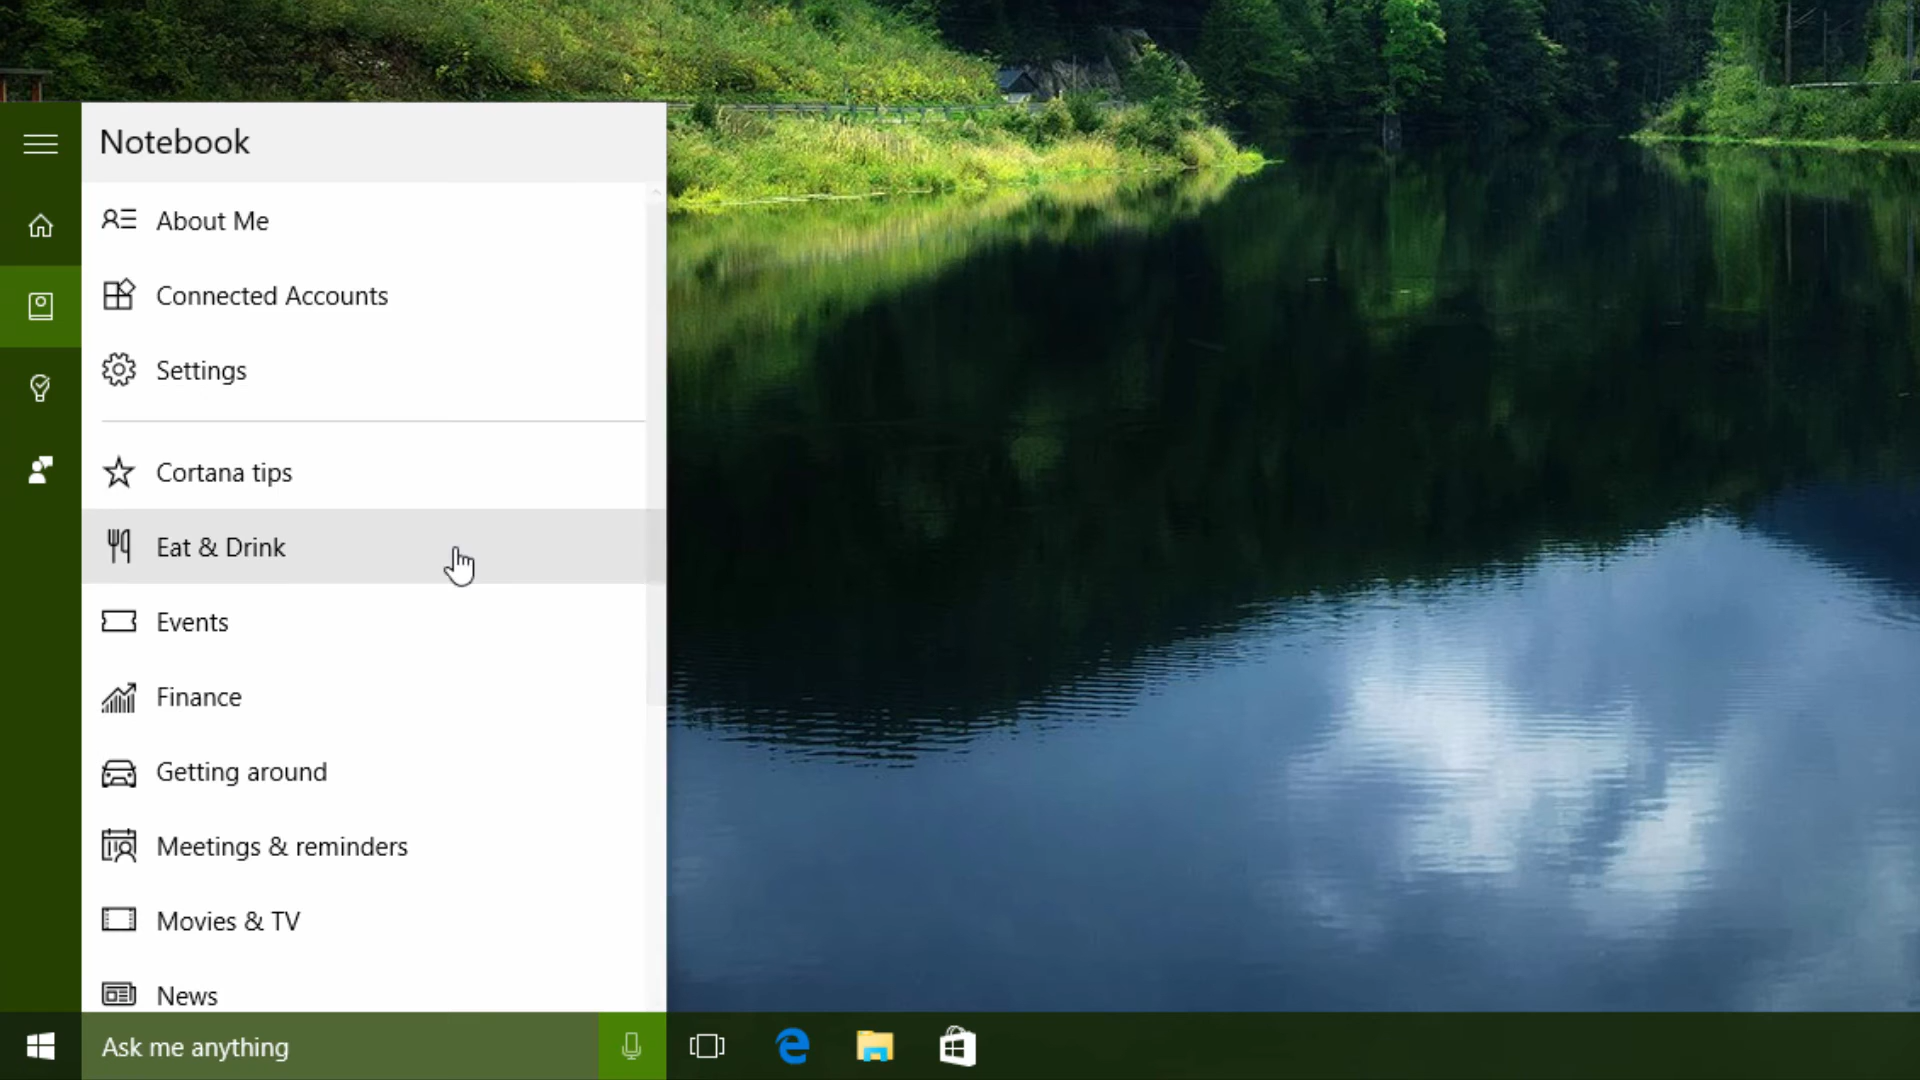 Notebook
About Me
Connected Accounts
Settings
Cortana tips
Eat & Drink
Events
Finance
Getting around
Meetings & reminders
Movies & TV
News
Ask me anything